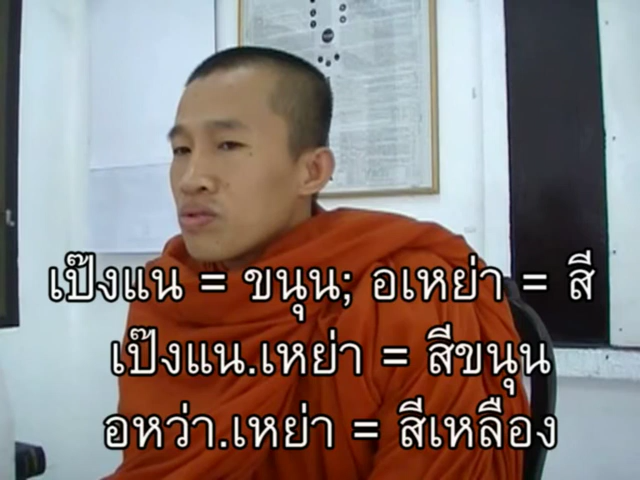 เป๊งแน = ขนุน; อเหย่า = สี
เป๊งแน.เหย่า = สีขนุน
อหว่า.เหย่า = สีเหลือง